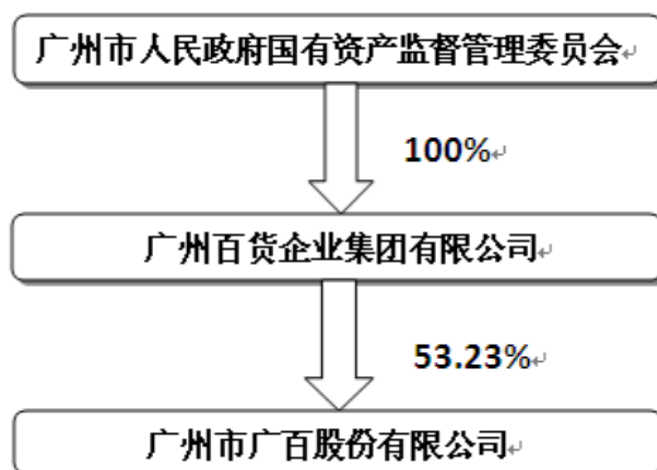 广州市人民政府国有资产监督管理委员会
100%
广州百货企业集团有限公司
53.23%
广州市广百股份有限公司